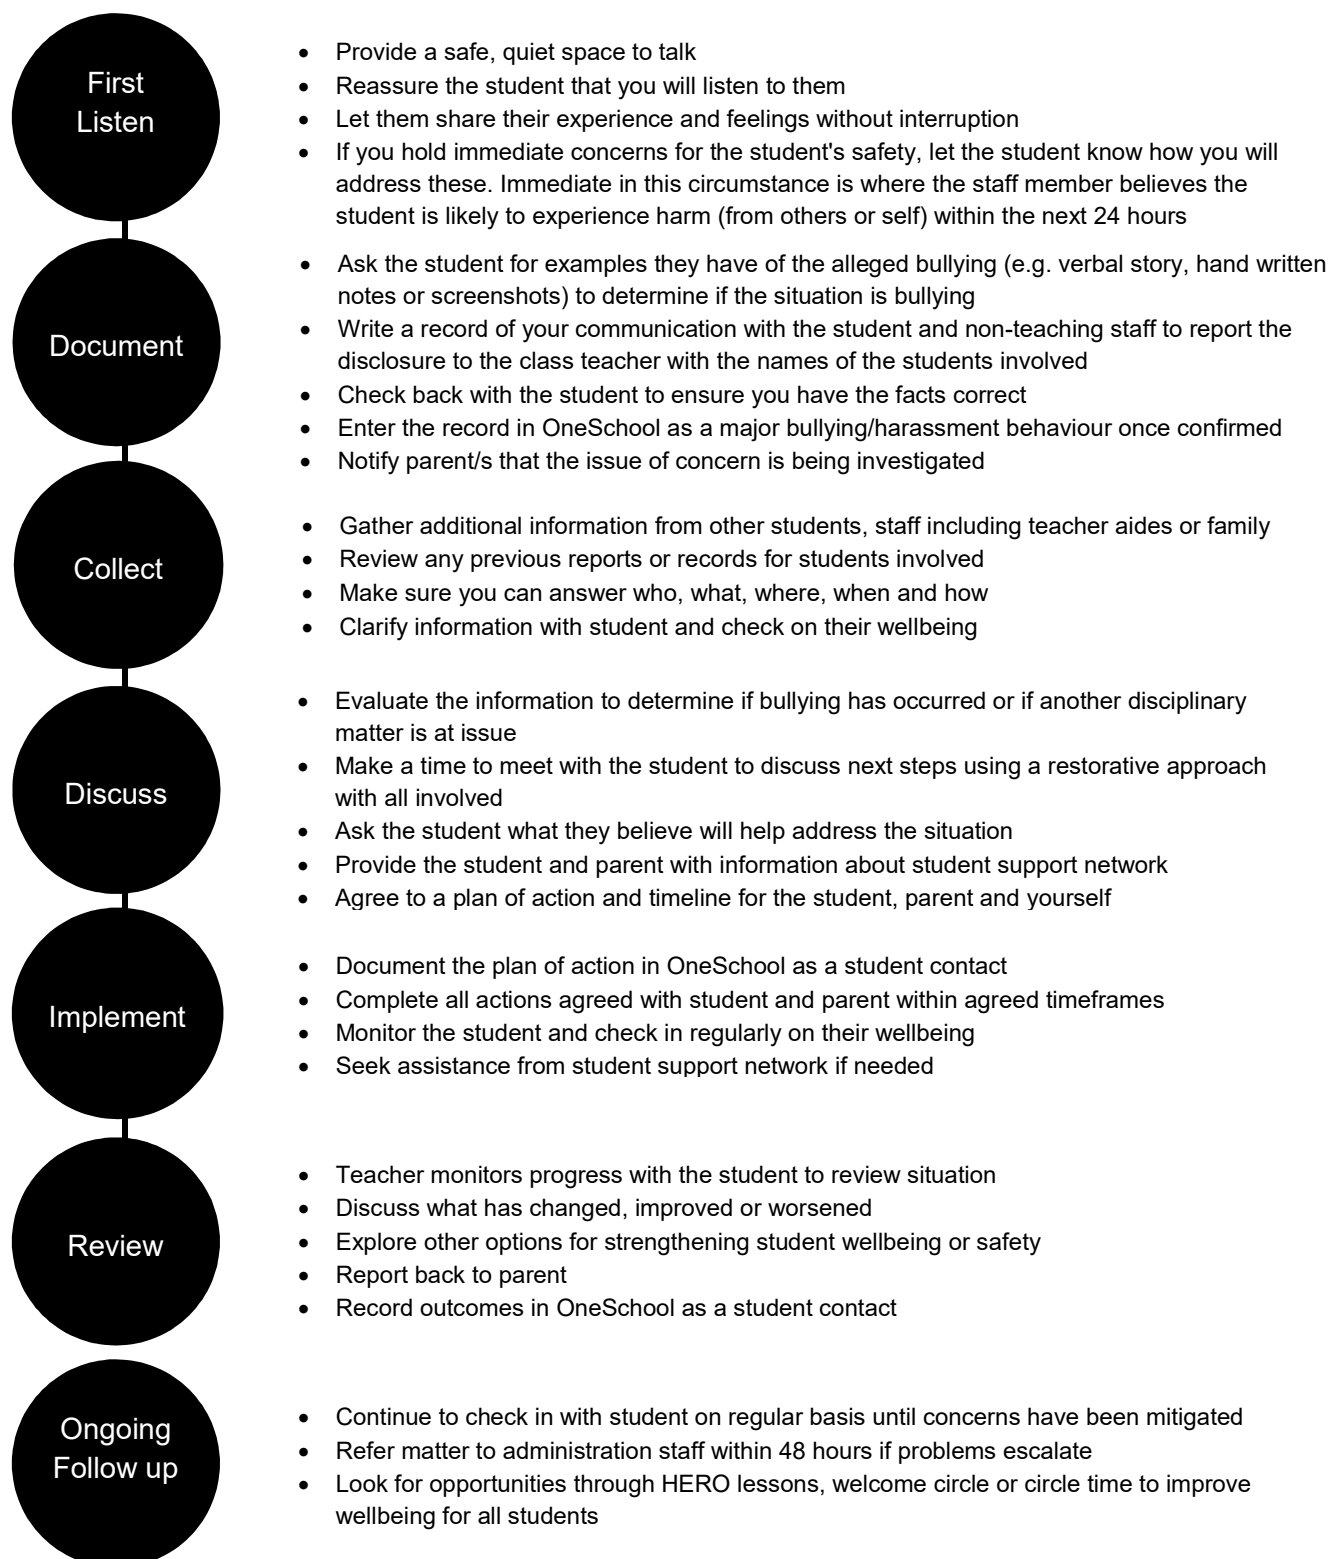 First
Listen
• Provide a safe, quiet space to talk
• Reassure the student that you will listen to them
• Let them share their experience and feelings without interruption
• If you hold immediate concerns for the student's safety, let the student know how you will
address these. Immediate in this circumstance is where the staff member believes the
student is likely to experience harm (from others or self) within the next 24 hours
Document
• Ask the student for examples they have of the alleged bullying (e.g. verbal story, hand written
notes or screenshots) to determine if the situation is bullying
• Write a record of your communication with the student and non-teaching staff to report the
disclosure to the class teacher with the names of the students involved
• Check back with the student to ensure you have the facts correct
• Enter the record in OneSchool as a major bullying/harassment behaviour once confirmed
• Notify parent/s that the issue of concern is being investigated
Collect
• Gather additional information from other students, staff including teacher aides or family
• Review any previous reports or records for students involved
• Make sure you can answer who, what, where, when and how
• Clarify information with student and check on their wellbeing
Discuss
• Evaluate the information to determine if bullying has occurred or if another disciplinary
matter is at issue
• Make a time to meet with the student to discuss next steps using a restorative approach
with all involved
• Ask the student what they believe will help address the situation
• Provide the student and parent with information about student support network
• Agree to a plan of action and timeline for the student, parent and yourself
Implement
• Document the plan of action in OneSchool as a student contact
• Complete all actions agreed with student and parent within agreed timeframes
• Monitor the student and check in regularly on their wellbeing
• Seek assistance from student support network if needed
Review
• Teacher monitors progress with the student to review situation
• Discuss what has changed, improved or worsened
• Explore other options for strengthening student wellbeing or safety
• Report back to parent
• Record outcomes in OneSchool as a student contact
Ongoing
Follow up
• Continue to check in with student on regular basis until concerns have been mitigated
• Refer matter to administration staff within 48 hours if problems escalate
• Look for opportunities through HERO lessons, welcome circle or circle time to improve
wellbeing for all students